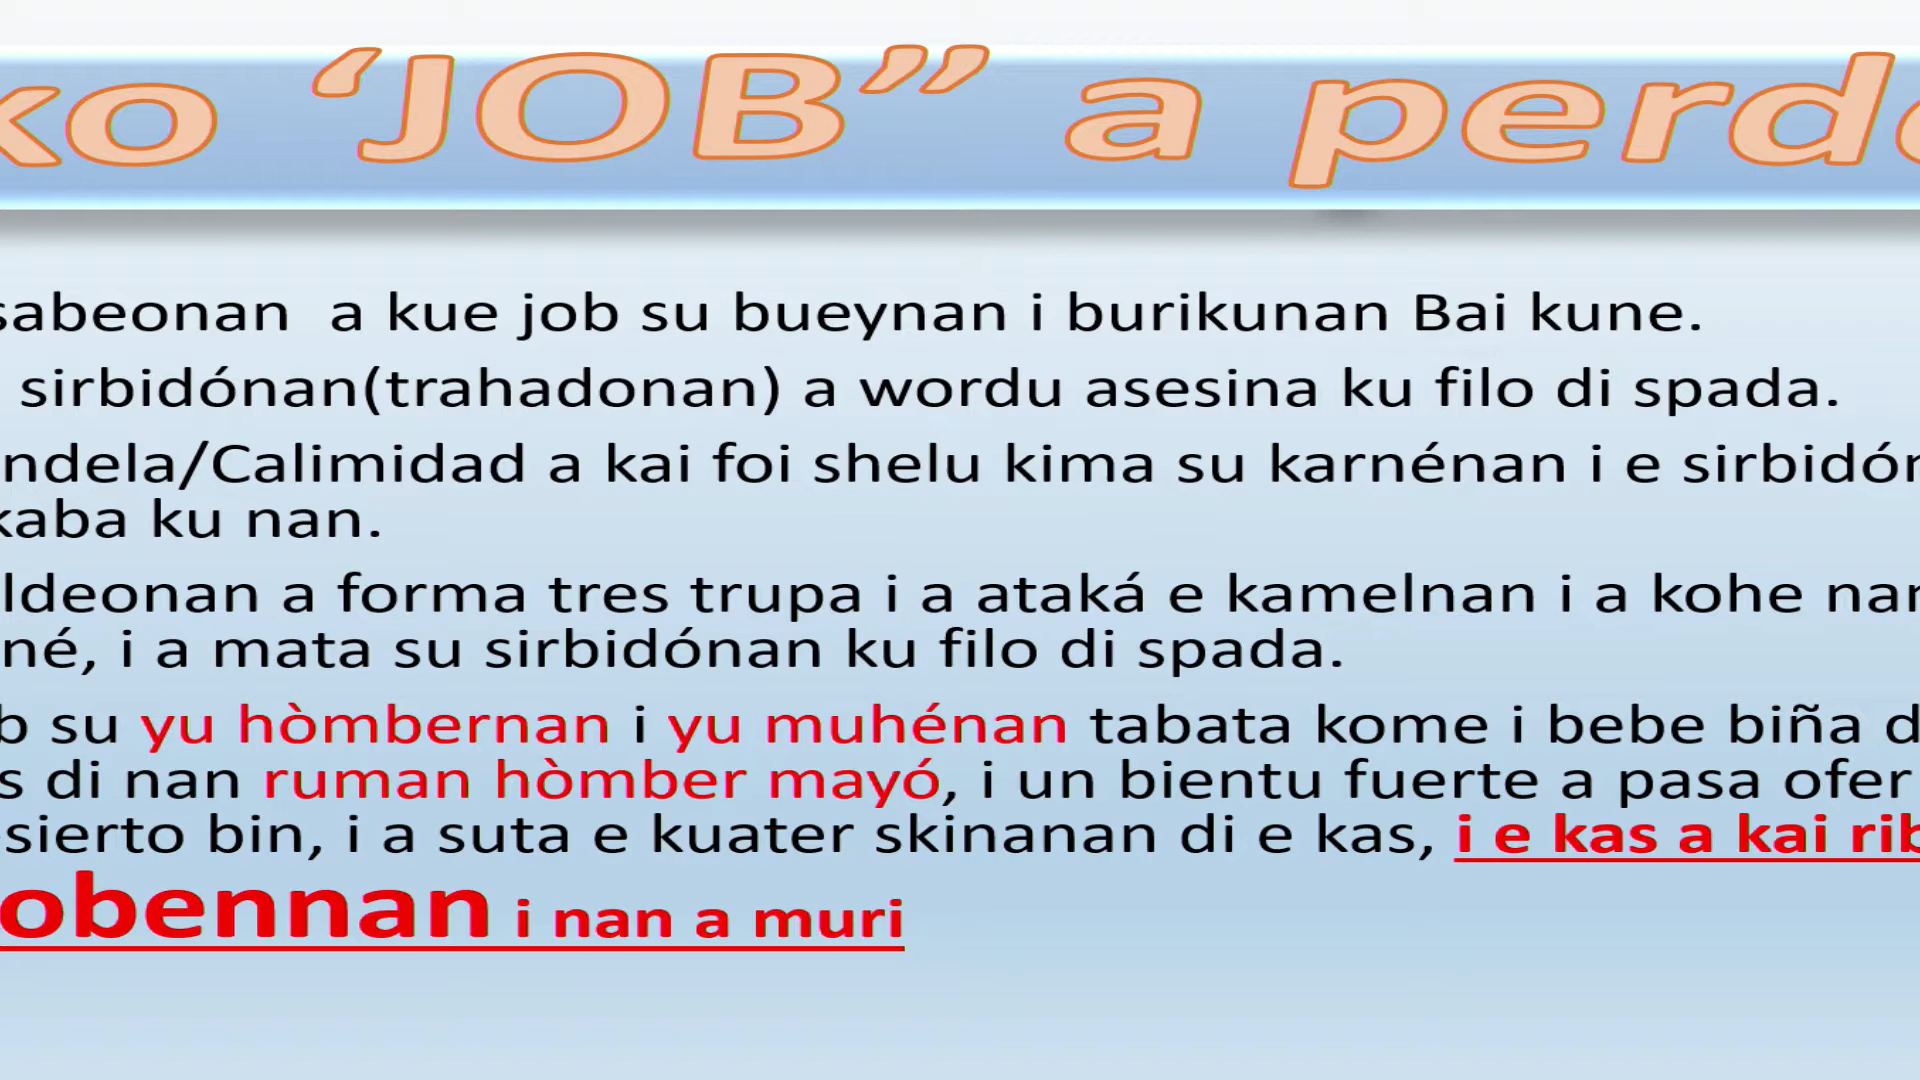 ko ‘JOB” a perd
sabeonan a kue job su bueynan i burikunan Bai kune.
sirbidónan(trahadonan) a wordu asesina ku filo di spada.
ndela/Calimidad a kai foi shelu kima su karnénan i e sirbidón
kaba ku nan.
ldeonan a forma tres trupa i a ataká e kamelnan i a kohe nan
né, i a mata su sirbidónan ku filo di spada.
b su yu hòmbernan i yu muhénan tabata kome i bebe biña d
s di nan ruman hòmber mayó, i un bientu fuerte a pasa ofer
sierto bin, i a suta e kuater skinanan di e kas, i e kas a kai rib
obennan i nan a muri